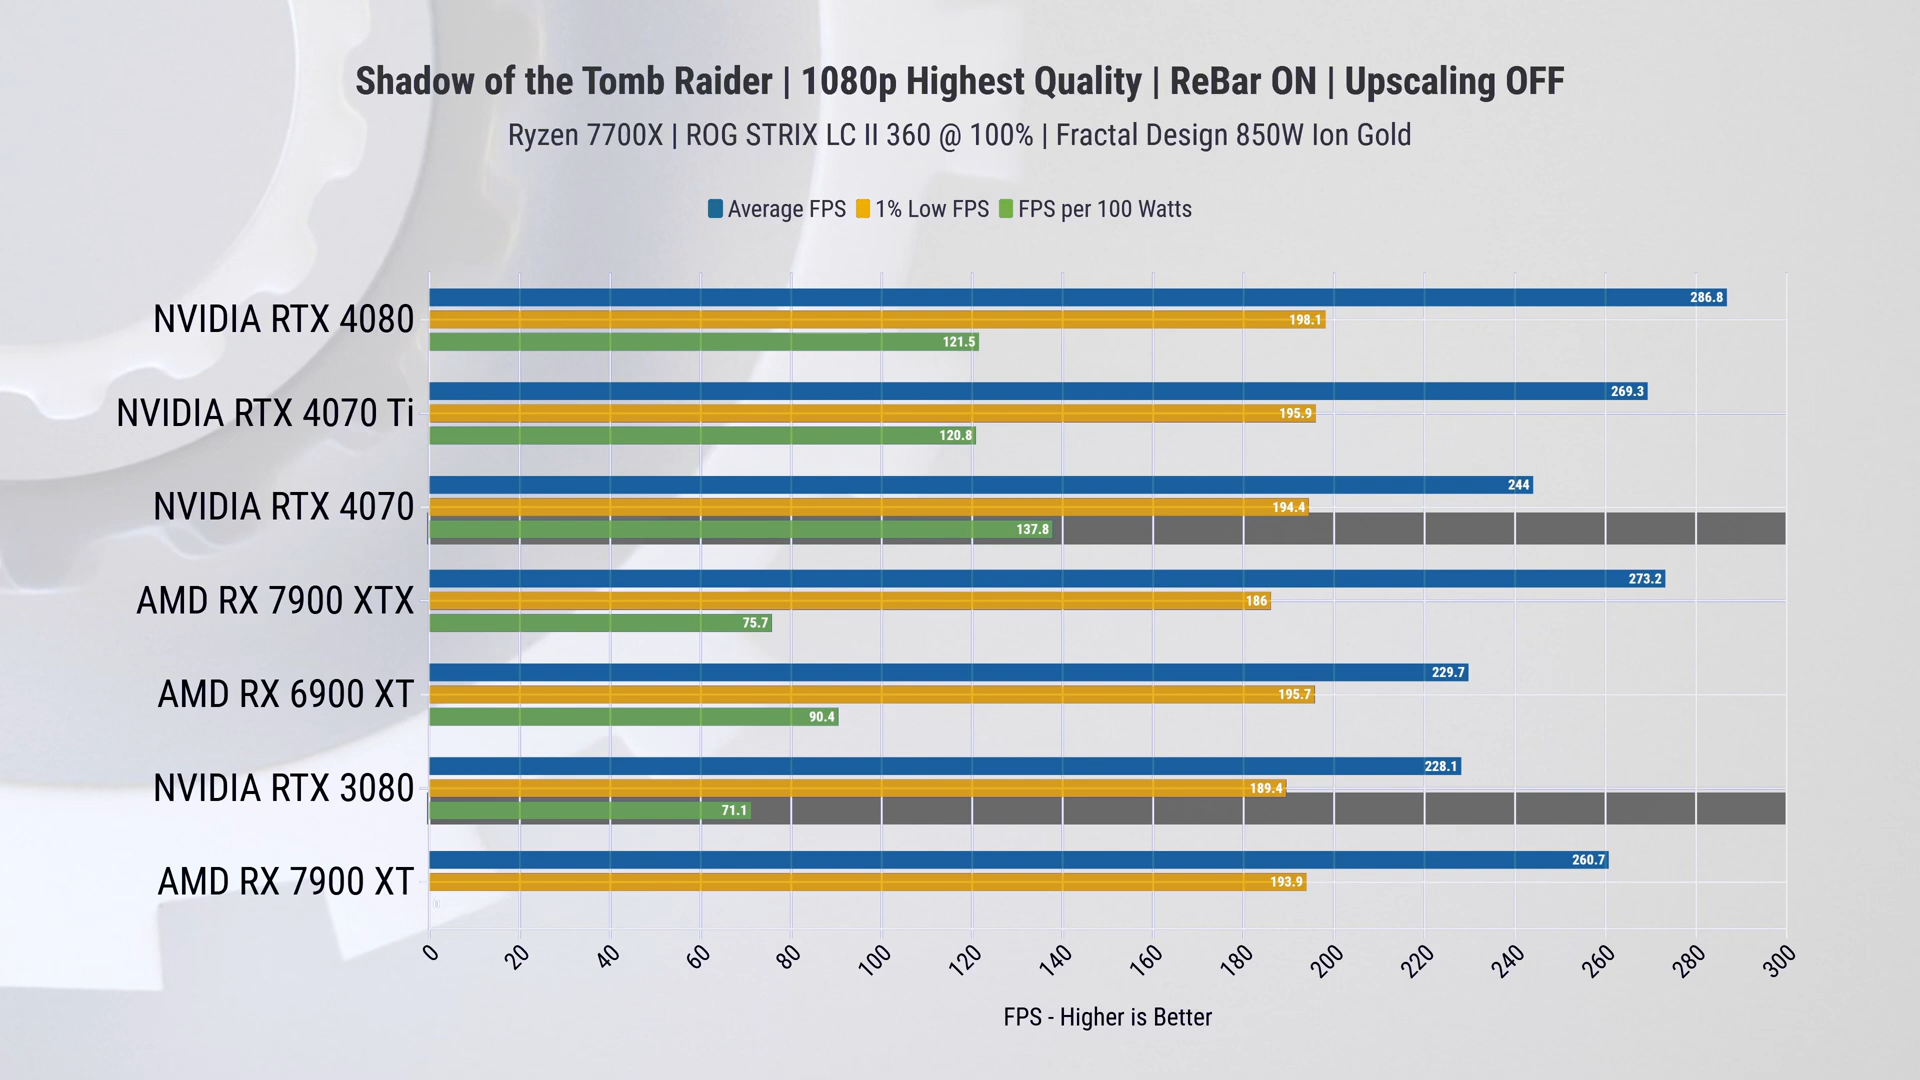 Shadow of the Tomb Raider | 1080p Highest Quality | ReBar ON | Upscaling OFF
Ryzen 7700X | ROG STRIX LC II 360 @ 100% | Fractal Design 850W Ion Gold
Average FPS 1% Low FPS FPS per 100 Watts
286.8
NVIDIA RTX 4080 198.1
121.5
269.3
NVIDIA RTX 4070 Ti 195.9
120.8
244
NVIDIA RTX 4070 194.4
137.8
273.2
AMD RX 7900 XTX 186
75.7
229.7
AMD RX 6900 XT 195.7
90.4
228.1
NVIDIA RTX 3080 189.4
71.1
260.7
AMD RX 7900 XT 193.9
0
0 20 40 60 80 100 120 140 160 180 200 220 240 260 280 300
FPS - Higher is Better